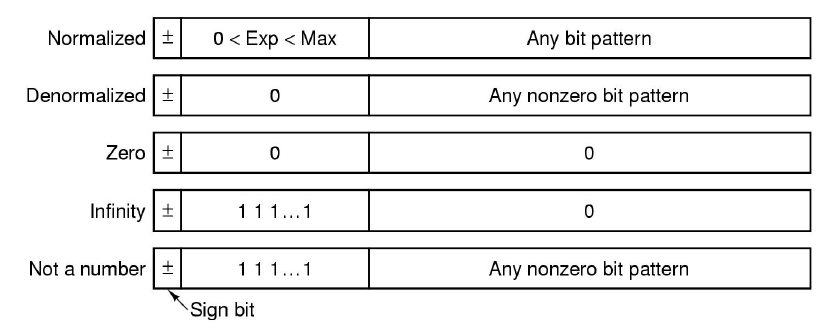 Normalized ± 0 < Exp < Max Any bit pattern
Denormalized ± 0 Any nonzero bit pattern
Zero ± 0 0
Infinity ± 1 1 1...1 0
Not a number ± 1 1 1...1 Any nonzero bit pattern
Sign bit